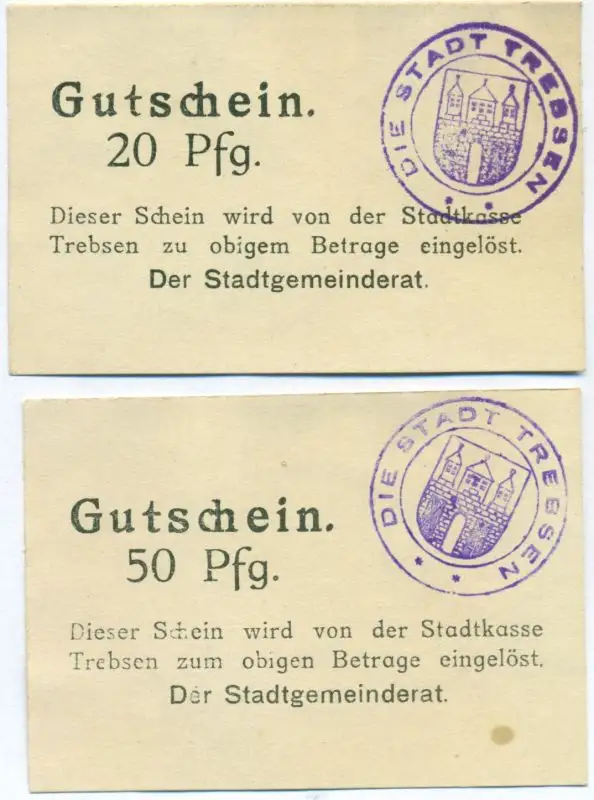 Gutschein.
20 Pfg.
DIE STADT TREBSEN
Dieser Schein wird von der Stadtkasse
Trebsen zu obigem Betrage eingelöst.
Der Stadtgemeinderat.
Gutschein.
50 Pfg.
DIE STADT TREBSEN
Dieser Schein wird von der Stadtkasse
Trebsen zum obigen Betrage eingelöst.
Der Stadtgemeinderat.